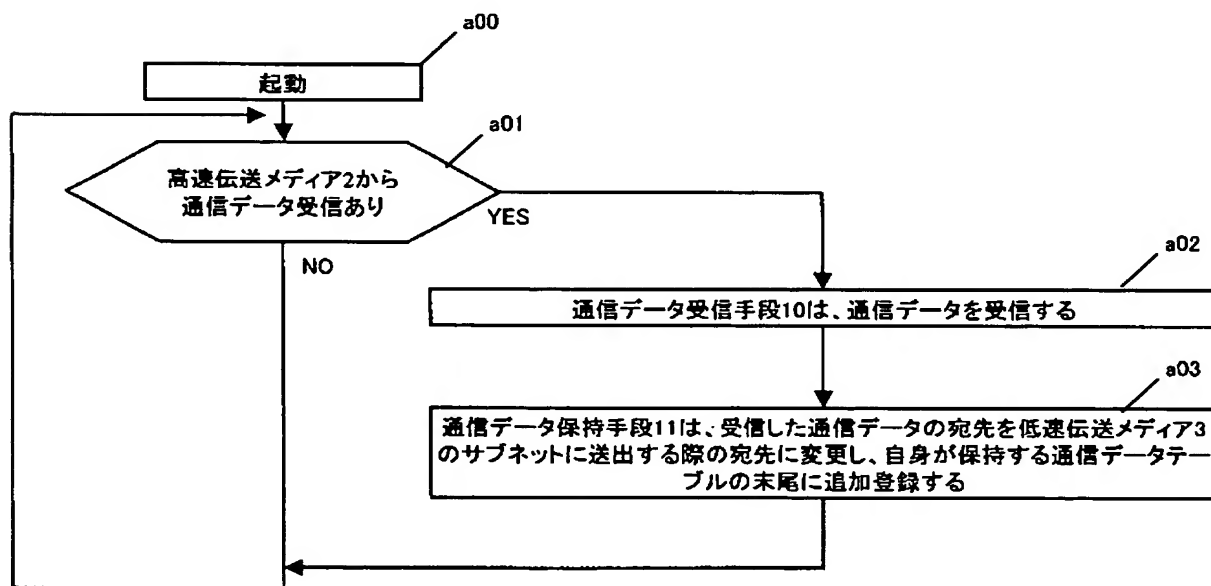 a00
起動
a01
高速伝送メディア2から
通信データ受信あり
YES
NO
a02
通信データ受信手段10は、通信データを受信する
a03
通信データ保持手段11は、受信した通信データの宛先を低速伝送メディア3
のサブネットに送出する際の宛先に変更し、自身が保持する通信データテー
ブルの末尾に追加登録する